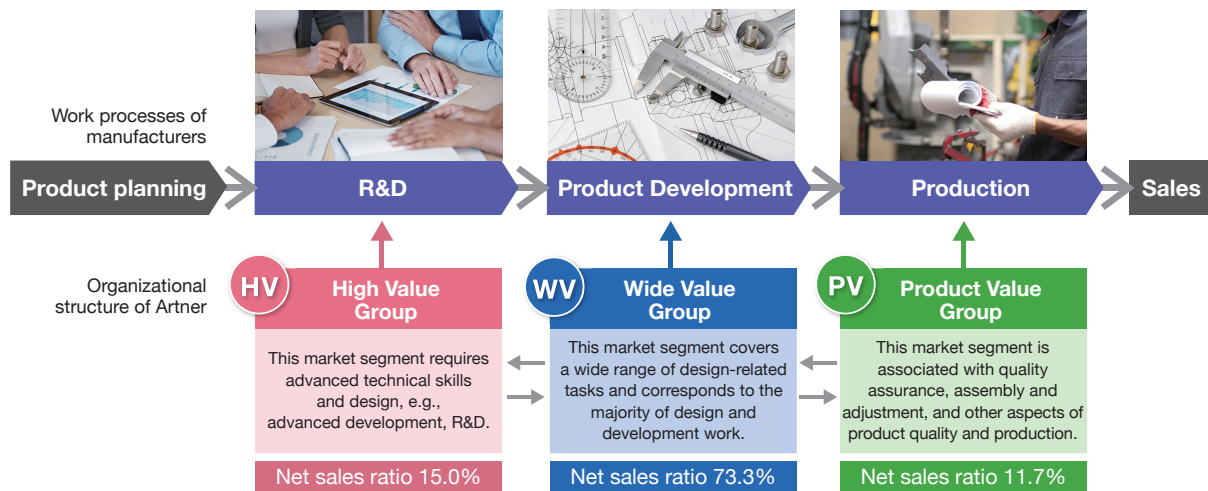 Work processes of
manufacturers
Product planning
R&D
Product Development
Production
Sales
Organizational
structure of Artner
HV
High Value
Group
This market segment requires
advanced technical skills
and design, e.g.,
advanced development, R&D.
Net sales ratio 15.0%
WV
Wide Value
Group
This market segment covers
a wide range of design-related
tasks and corresponds to the
majority of design and
development work.
Net sales ratio 73.3%
PV
Product Value
Group
This market segment is
associated with quality
assurance, assembly and
adjustment, and other aspects of
product quality and production.
Net sales ratio 11.7%